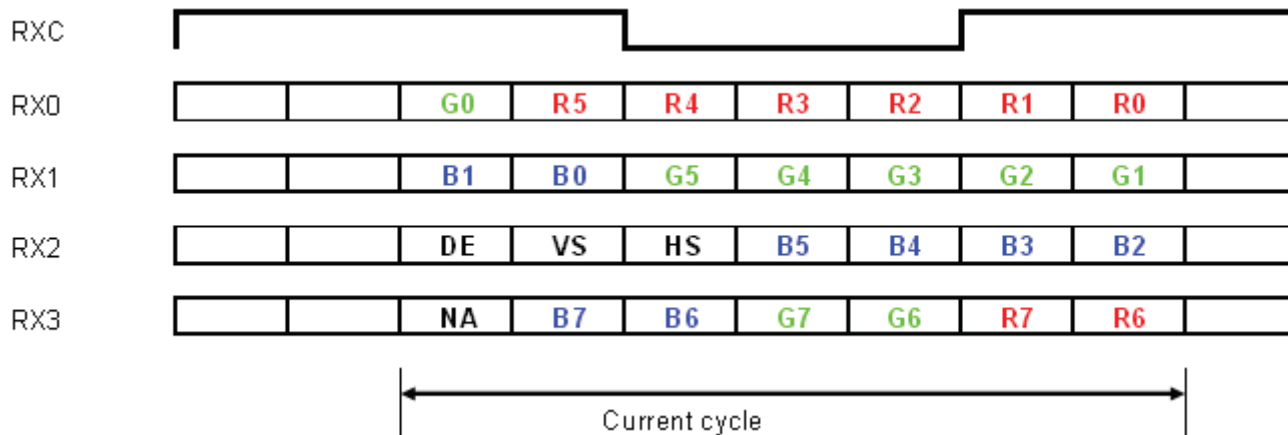 RXC
RX0 G0 R5 R4 R3 R2 R1 R0
RX1 B1 B0 G5 G4 G3 G2 G1
RX2 DE VS HS B5 B4 B3 B2
RX3 NA B7 B6 G7 G6 R7 R6
Current cycle